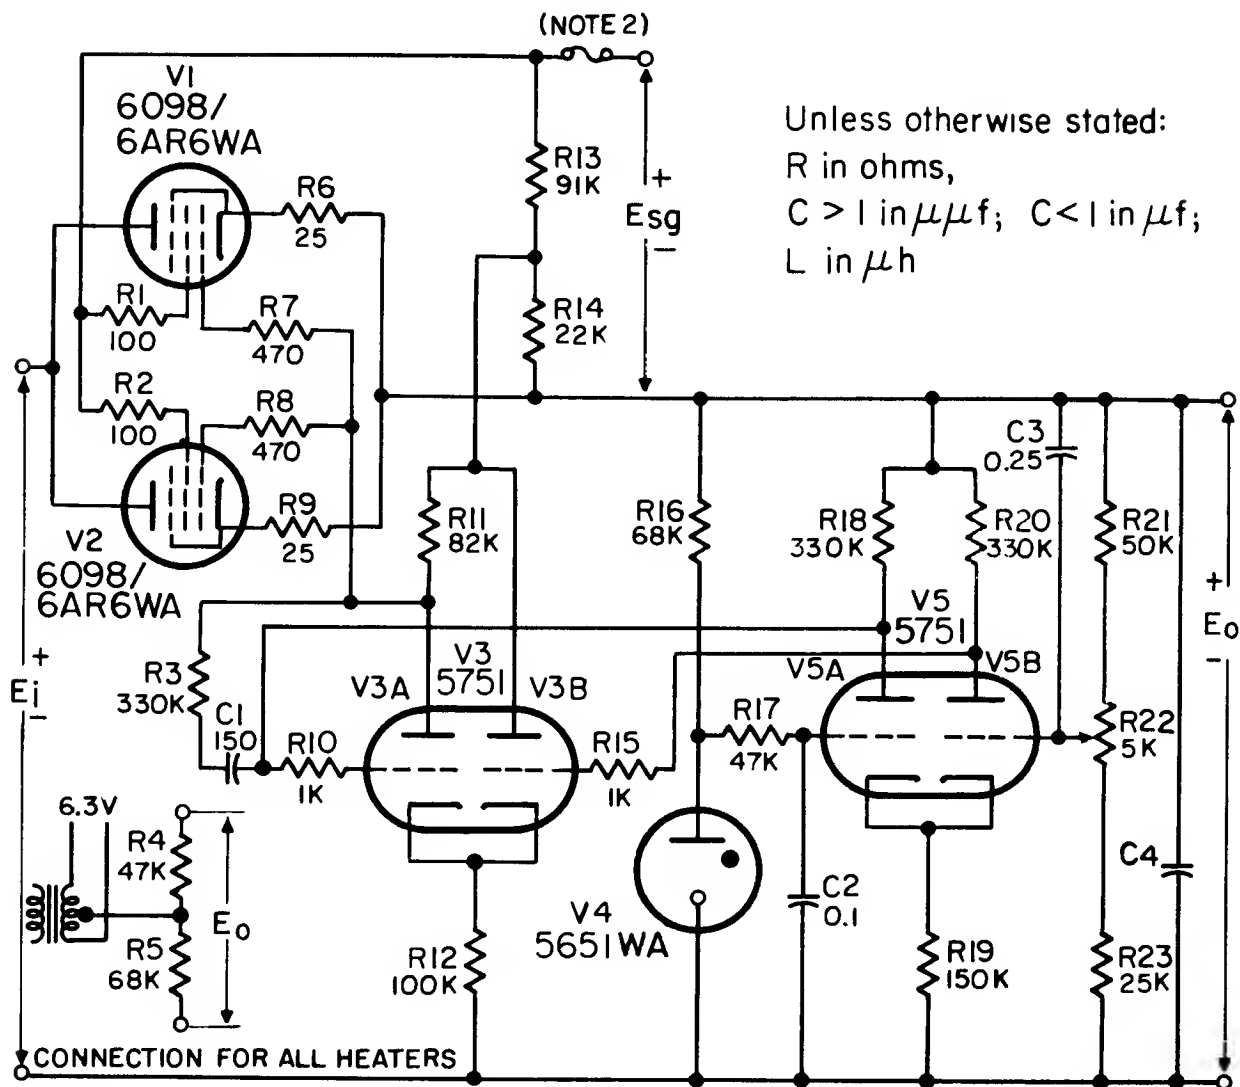 (NOTE 2)
V1
6098/
6AR6WA
Unless otherwise stated:
R in ohms,
C > 1 in μμf; C < 1 in μf;
L in μh
R6
25
R13
91K
+
Esg
-
R1
100
R7
470
R14
22K
R2
100
R8
470
R9
25
V2
6098/
6AR6WA
R11
82K
R16
68K
R18
330K
R20
330K
C3
0.25
R21
50K
+
Eo
-
+
Ei
-
R3
330K
C1
150
R10
1K
V3
5751
V3A
V3B
R15
1K
V5
5751
V5A
V5B
R17
47K
R22
5K
6.3V
R4
47K
R5
68K
Eo
R12
100K
V4
5651WA
C2
0.1
R19
150K
R23
25K
C4
CONNECTION FOR ALL HEATERS